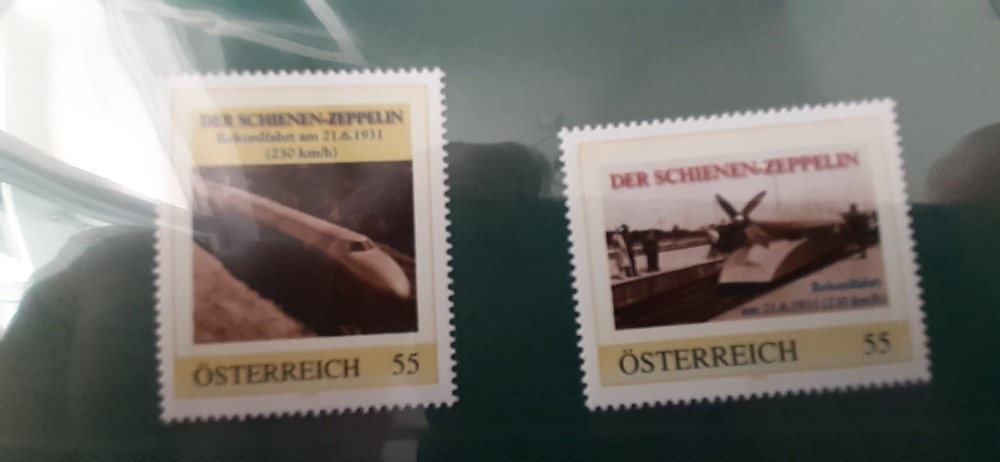 DER SCHIENEN-ZEPPELIN
Rekordfahrt am 21.6.1931
(230 km/h)
ÖSTERREICH 55
DER SCHIENEN-ZEPPELIN
Rekordfahrt
am 21.6.1931 (230 km/h)
ÖSTERREICH 55